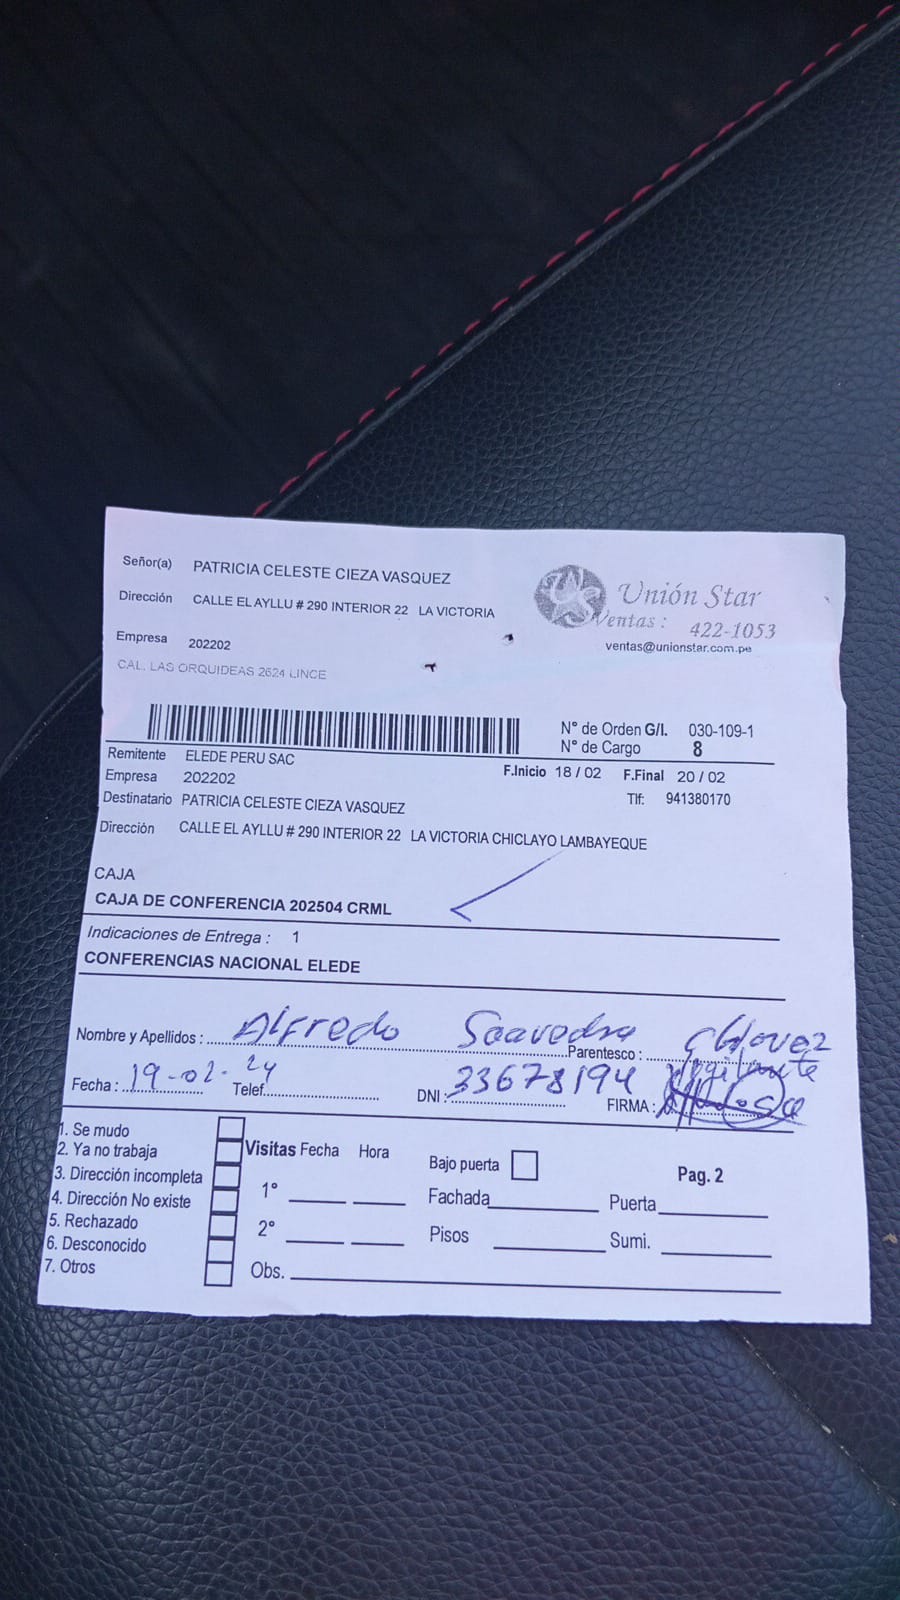 Señor(a) PATRICIA CELESTE CIEZA VASQUEZ
Dirección CALLE EL AYLLU # 290 INTERIOR 22 LA VICTORIA
Empresa 202202
CAL. LAS ORQUIDEAS 2624 LINCE
Unión Star
Ventas : 422-1053
ventas@unionstar.com.pe
N° de Orden G/I. 030-109-1
N° de Cargo 8
Remitente ELEDE PERU SAC
Empresa 202202
F.Inicio 18 / 02 F.Final 20 / 02
Destinatario PATRICIA CELESTE CIEZA VASQUEZ
Tlf: 941380170
Dirección CALLE EL AYLLU # 290 INTERIOR 22 LA VICTORIA CHICLAYO LAMBAYEQUE
CAJA
CAJA DE CONFERENCIA 202504 CRML
Indicaciones de Entrega : 1
CONFERENCIAS NACIONAL ELEDE
Nombre y Apellidos : Alfredo Saavedra
Parentesco : Vigilante
Fecha : 19-02-24 Telef. DNI : 33678194 FIRMA :
1. Se mudo
2. Ya no trabaja
3. Dirección incompleta
4. Dirección No existe
5. Rechazado
6. Desconocido
7. Otros
Visitas Fecha Hora
1°
2°
Obs.
Bajo puerta
Fachada
Pisos
Pag. 2
Puerta
Sumi.